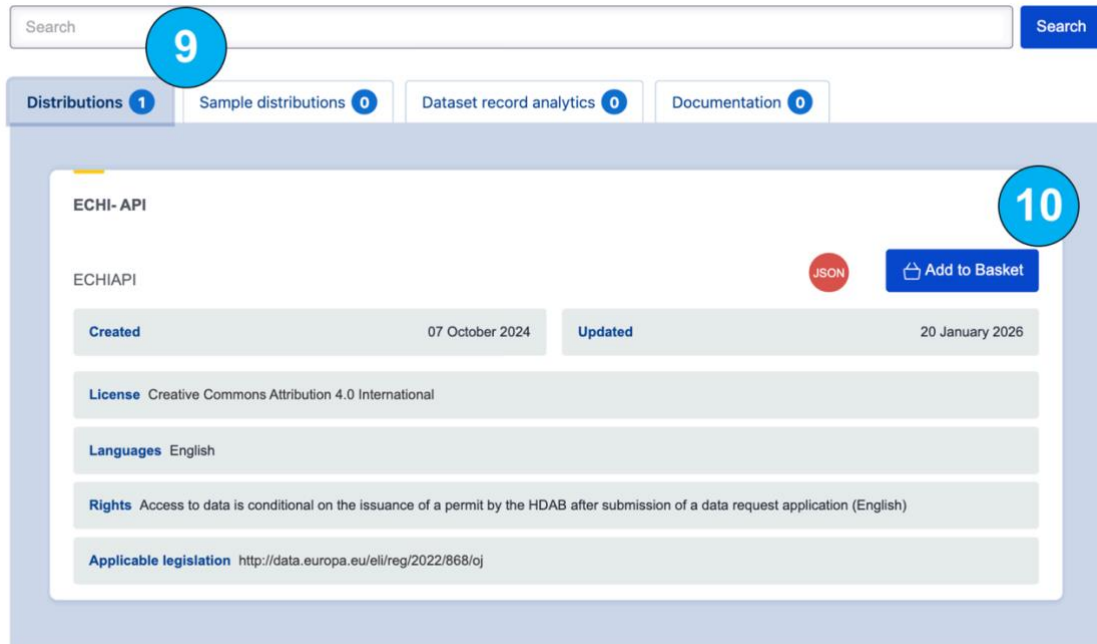 Search
Search
9
Distributions 1
Sample distributions 0
Dataset record analytics 0
Documentation 0
10
ECHI- API
ECHIAPI
JSON
Add to Basket
Created 07 October 2024
Updated 20 January 2026
License Creative Commons Attribution 4.0 International
Languages English
Rights Access to data is conditional on the issuance of a permit by the HDAB after submission of a data request application (English)
Applicable legislation http://data.europa.eu/eli/reg/2022/868/oj